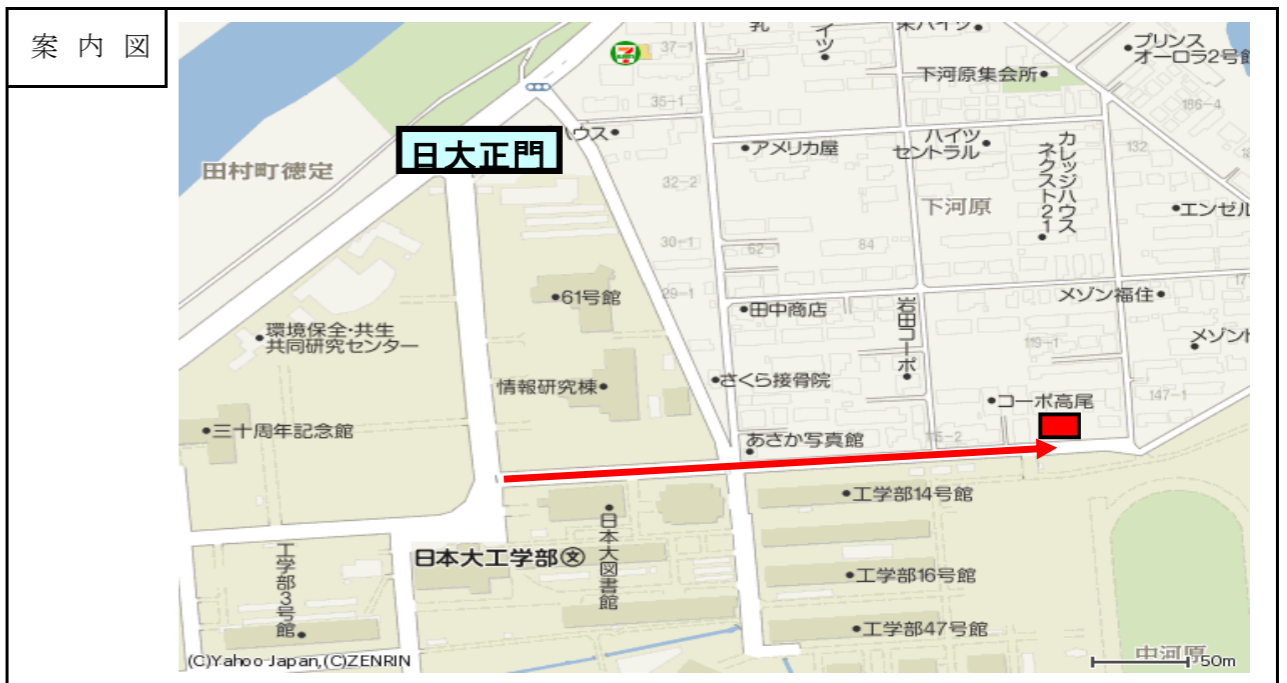 案内図
37-1
乳
イツ
プリンス
オーロラ2号館
下河原集会所
35-1
186-4
ハウス
日大正門
アメリカ屋
ハイツ
セントラル
カレッジハウス
ネクスト21
132
田村町徳定
32-2
下河原
エンゼル
30-1
62-1
84
61号館
29-1
田中商店
岩田コーポ
メゾン福住
17
環境保全・共生
共同研究センター
119-1
メゾン
情報研究棟
さくら接骨院
コーポ高尾
147-1
三十周年記念館
あさか写真館
115-2
工学部14号館
日本大図書館
工学部3号館
日本大工学部文
工学部16号館
工学部47号館
中河原
(C)Yahoo Japan,(C)ZENRIN
50m